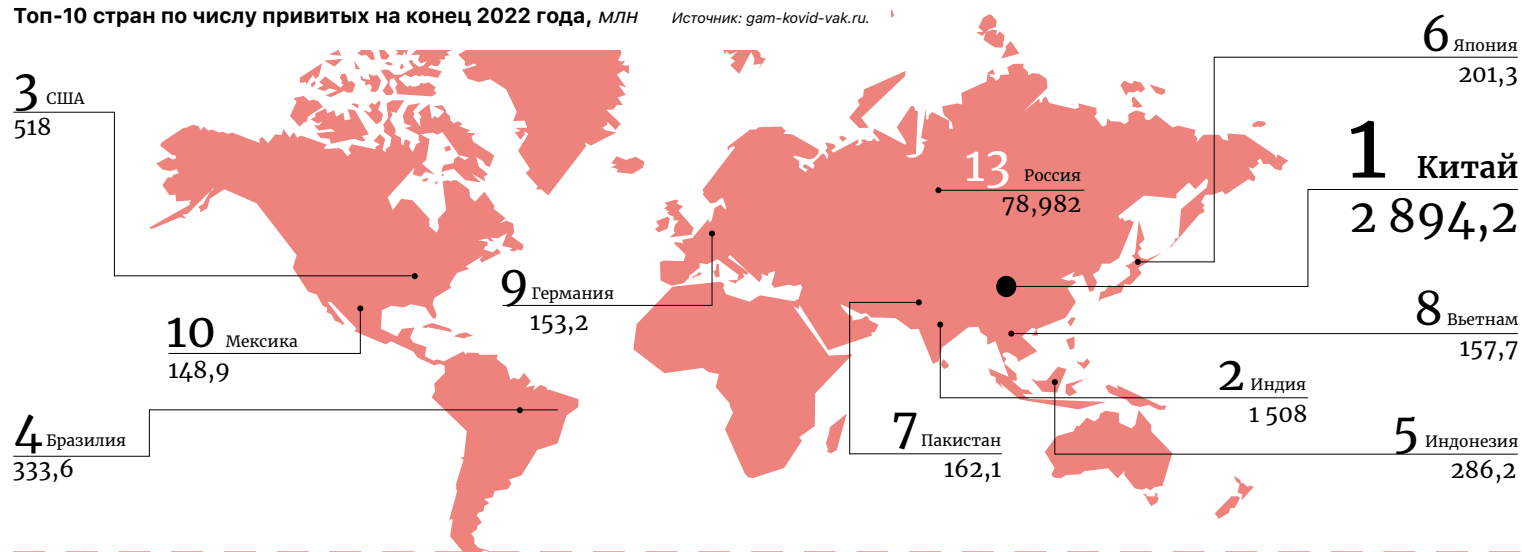 Топ-10 стран по числу привитых на конец 2022 года, млн
Источник: gam-kovid-vak.ru.
3 США
518
6 Япония
201,3
1 Китай
2 894,2
13 Россия
78,982
9 Германия
153,2
10 Мексика
148,9
8 Вьетнам
157,7
2 Индия
1 508
4 Бразилия
333,6
7 Пакистан
162,1
5 Индонезия
286,2